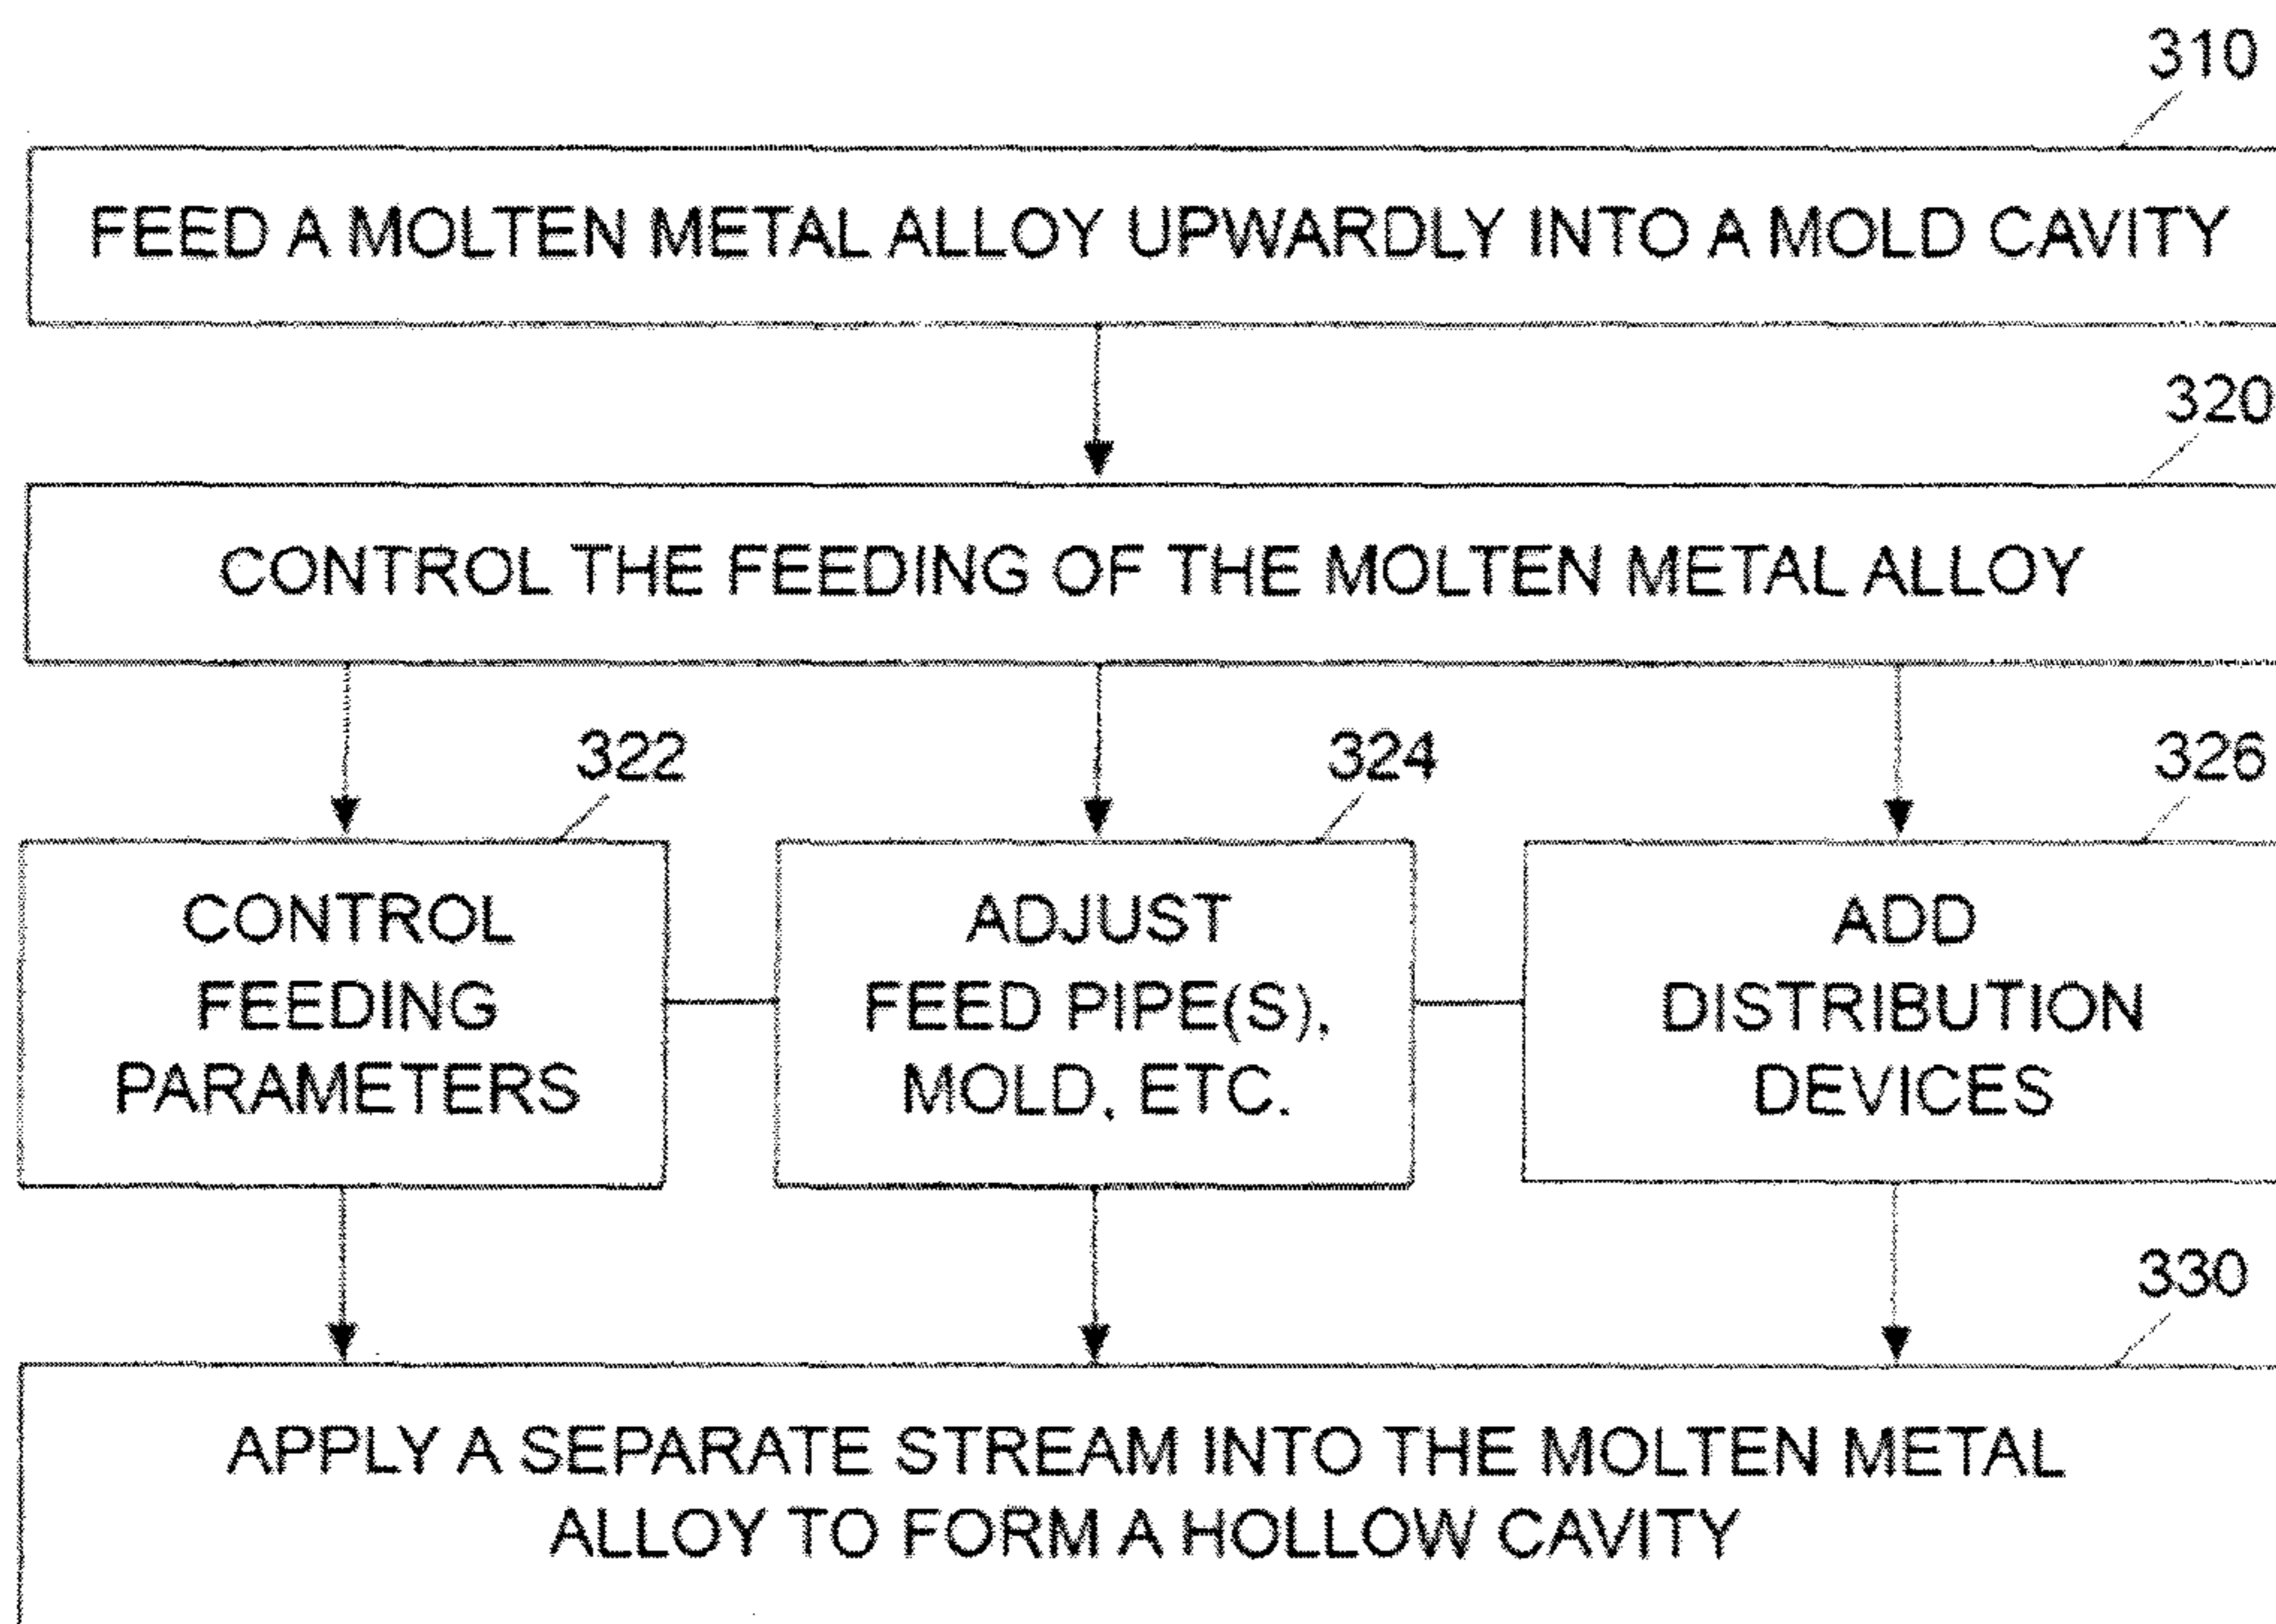 310
FEED A MOLTEN METAL ALLOY UPWARDLY INTO A MOLD CAVITY
320
CONTROL THE FEEDING OF THE MOLTEN METAL ALLOY
322
324
326
CONTROL
FEEDING
PARAMETERS
ADJUST
FEED PIPE(S),
MOLD, ETC.
ADD
DISTRIBUTION
DEVICES
330
APPLY A SEPARATE STREAM INTO THE MOLTEN METAL
ALLOY TO FORM A HOLLOW CAVITY